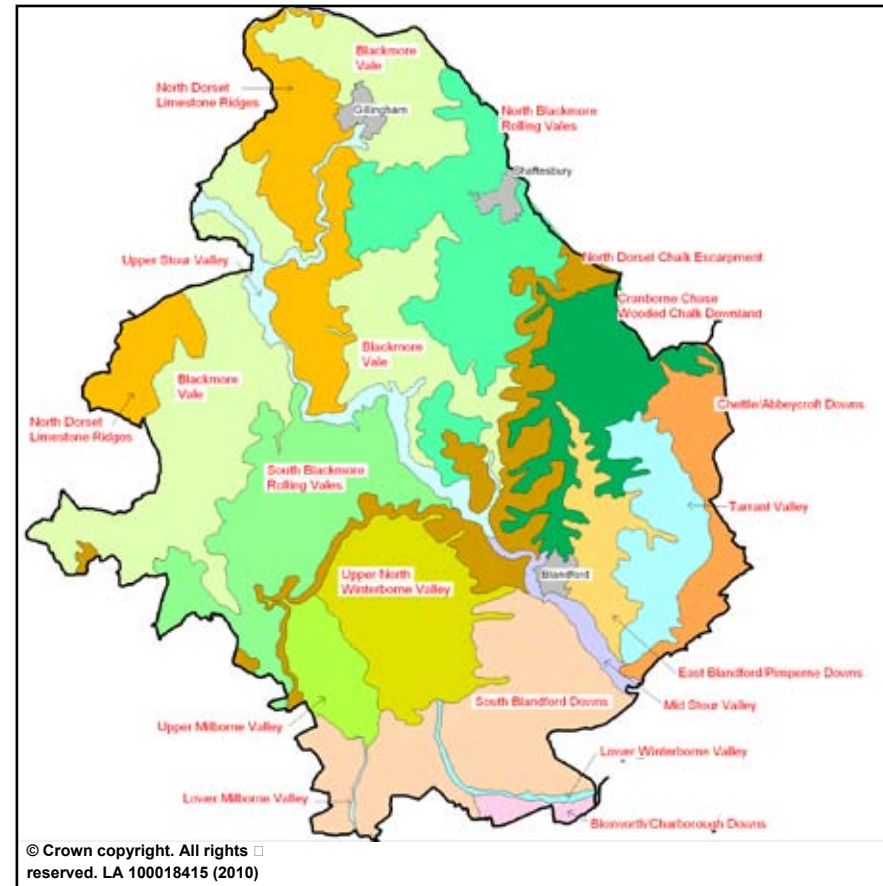 Blackmore
Vale
North Dorset
Limestone Ridges
Gillingham
North Blackmore
Rolling Vales
Shaftesbury
Upper Stour Valley
North Dorset Chalk Escarpment
Cranborne Chase
Wooded Chalk Downland
Blackmore
Vale
Blackmore
Vale
Chettle/Abbeycroft Downs
North Dorset
Limestone Ridges
South Blackmore
Rolling Vales
Tarrant Valley
Upper North
Winterborne Valley
Blandford
East Blandford/Pimperne Downs
South Blandford Downs
Mid Stour Valley
Upper Milborne Valley
Lower Winterborne Valley
Lower Milborne Valley
Bloxworth/Charborough Downs
© Crown copyright. All rights □
reserved. LA 100018415 (2010)